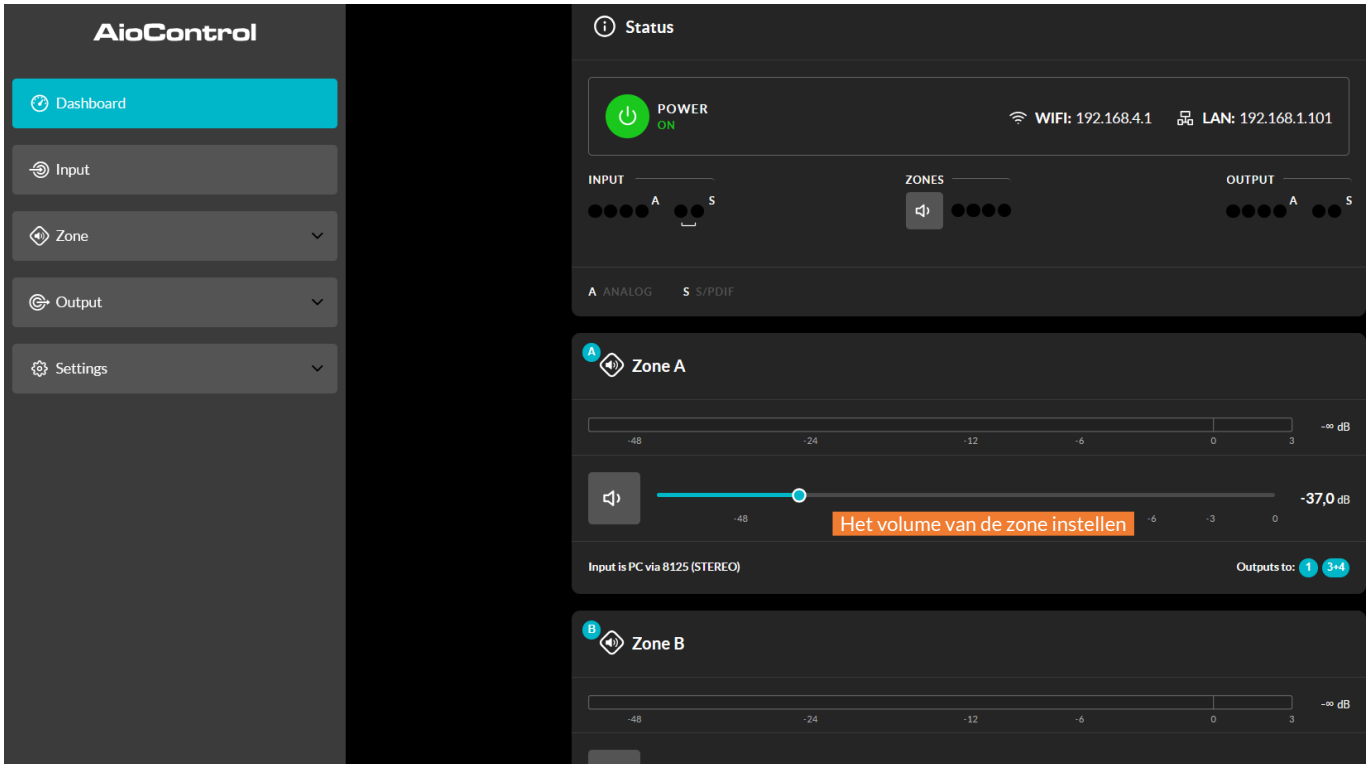 AioControl
Dashboard
Input
Zone
Output
Settings
Status
POWER
ON
WIFI: 192.168.4.1
LAN: 192.168.1.101
INPUT
A
S
ZONES
OUTPUT
A
S
A ANALOG
S S/PDIF
A
Zone A
-∞ dB
-48 -24 -12 -6 0 3
-37,0 dB
-48 -6 -3 0
Het volume van de zone instellen
Input is PC via 8125 (STEREO)
Outputs to: 1 3+4
B
Zone B
-∞ dB
-48 -24 -12 -6 0 3